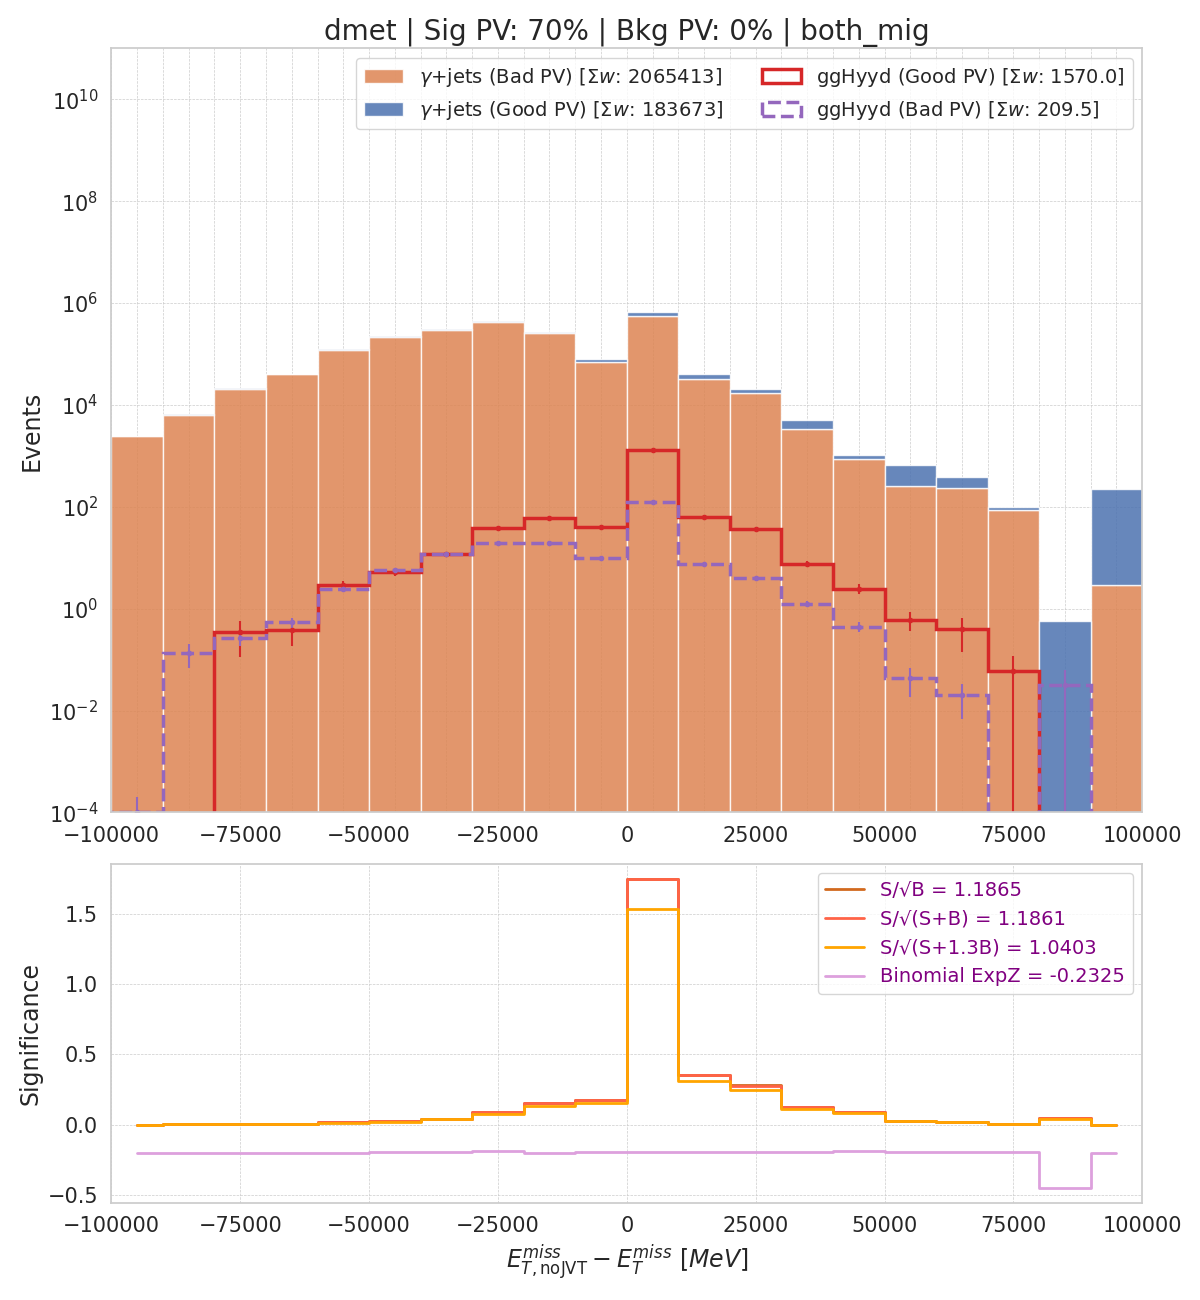 dmet | Sig PV: 70% | Bkg PV: 0% | both_mig
γ+jets (Bad PV) [Σw: 2065413]
γ+jets (Good PV) [Σw: 183673]
ggHyyd (Good PV) [Σw: 1570.0]
ggHyyd (Bad PV) [Σw: 209.5]
Events
10^10
10^8
10^6
10^4
10^2
10^0
10^−2
10^−4
−100000 −75000 −50000 −25000 0 25000 50000 75000 100000
S/√B = 1.1865
S/√(S+B) = 1.1861
S/√(S+1.3B) = 1.0403
Binomial ExpZ = -0.2325
Significance
1.5
1.0
0.5
0.0
−0.5
−100000 −75000 −50000 −25000 0 25000 50000 75000 100000
E_{T,noJVT}^{miss} − E_T^{miss} [MeV]